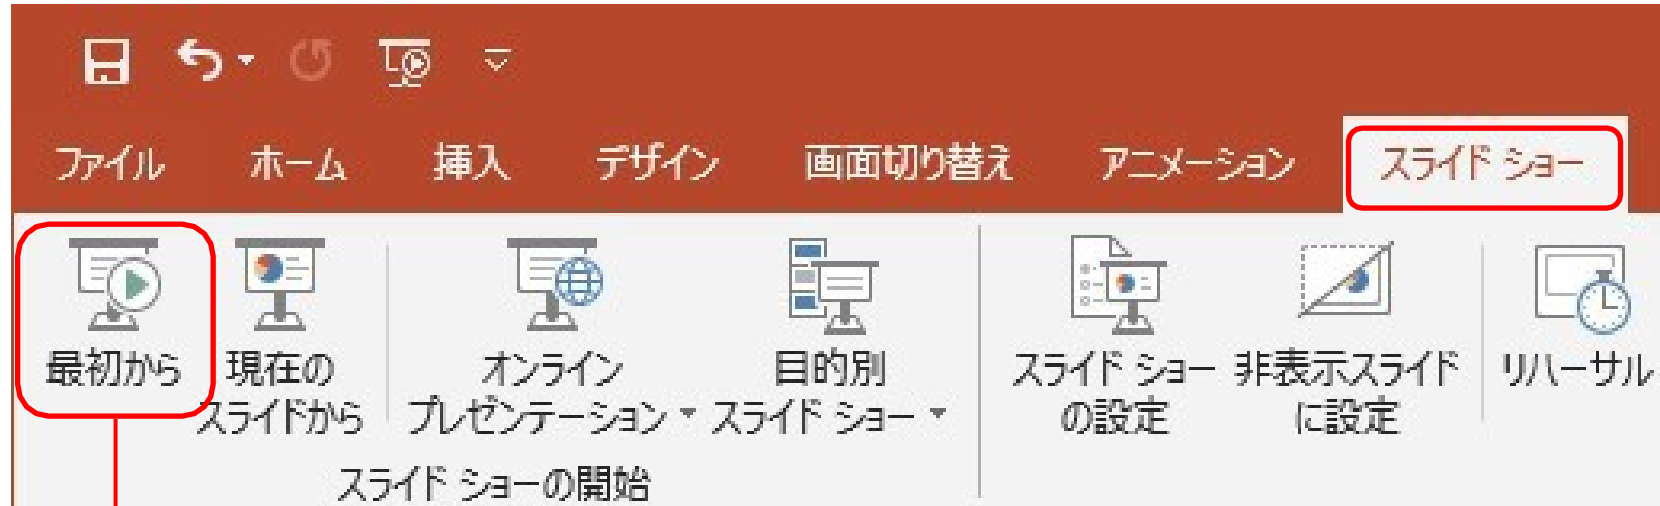 ファイル ホーム 挿入 デザイン 画面切り替え アニメーション スライド ショー
最初から 現在の オンライン 目的別 スライド ショー 非表示スライド リハーサル
スライドから プレゼンテーション スライド ショー の設定 に設定
スライド ショーの開始